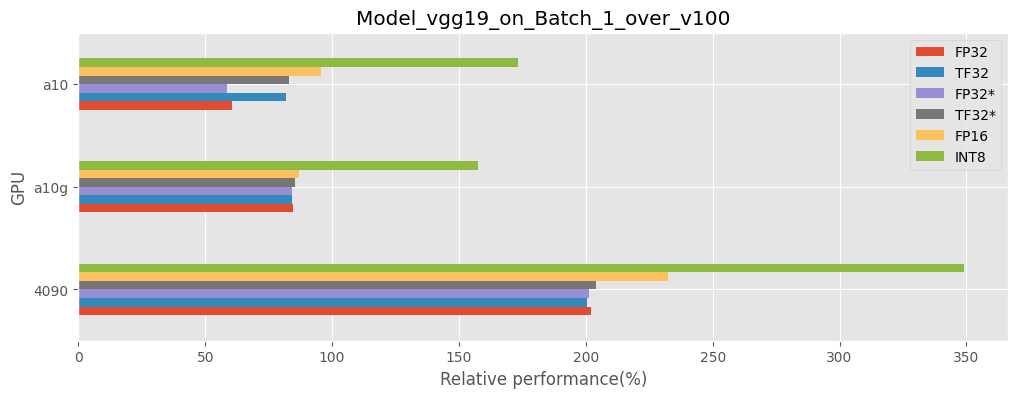 Model_vgg19_on_Batch_1_over_v100
FP32
TF32
FP32*
TF32*
FP16
INT8
a10
a10g
4090
GPU
0 50 100 150 200 250 300 350
Relative performance(%)